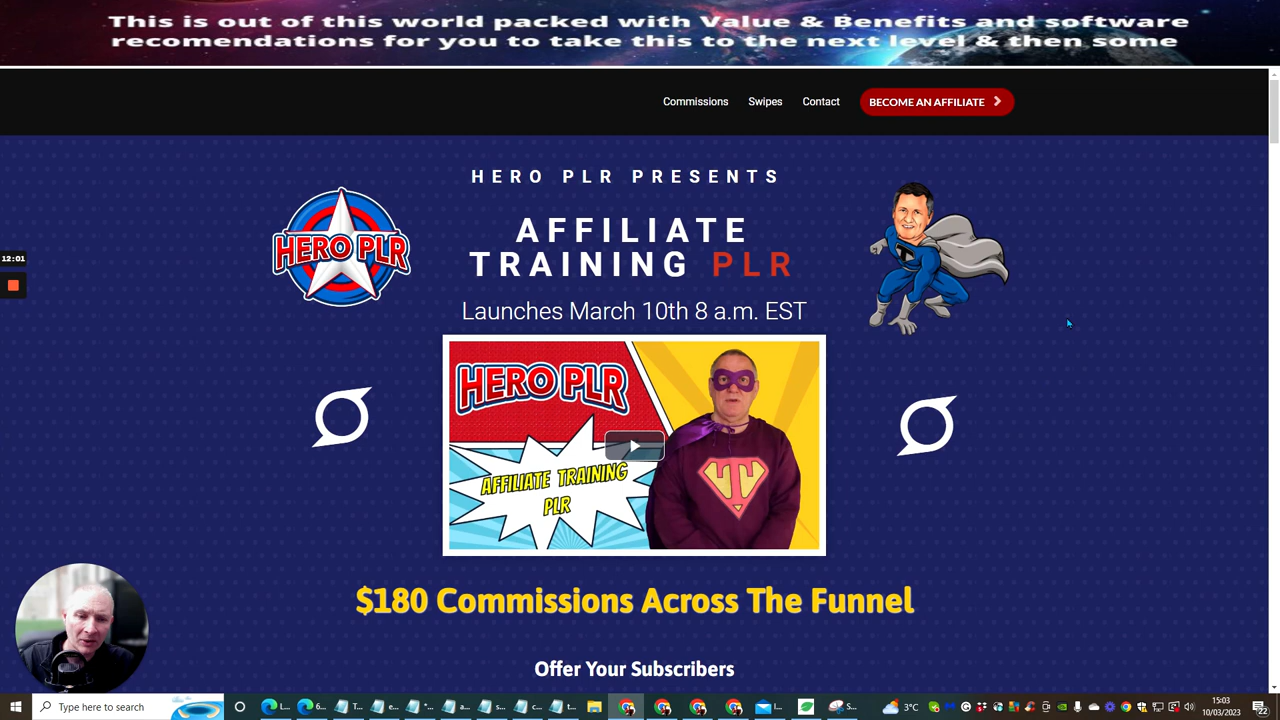 This is out of this world packed with Value & Benefits and software
recomendations for you to take this to the next level & then some
Commissions
Swipes
Contact
BECOME AN AFFILIATE
HERO PLR PRESENTS
HERO PLR
AFFILIATE
TRAINING PLR
T
Launches March 10th 8 a.m. EST
12:01
HERO PLR
AFFILIATE TRAINING
PLR
$180 Commissions Across The Funnel
Offer Your Subscribers
Type here to search
3°C
15:03
10/03/2023
22